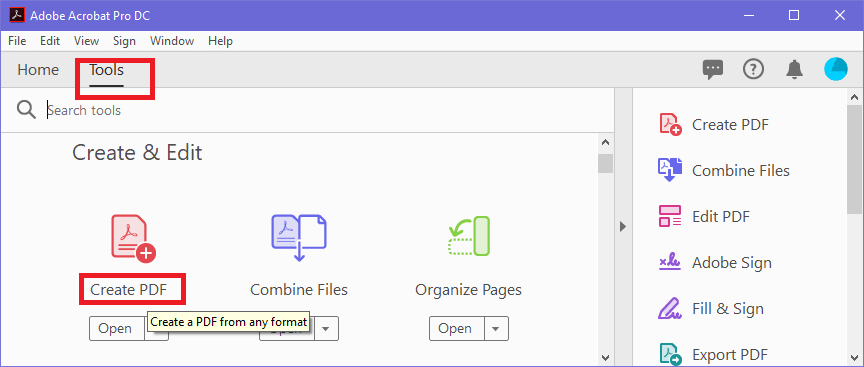 Adobe Acrobat Pro DC
File Edit View Sign Window Help
Home Tools
Search tools
Create & Edit
Create PDF Combine Files Organize Pages
Open Open Open
Create a PDF from any format
Create PDF
Combine Files
Edit PDF
Adobe Sign
Fill & Sign
Export PDF